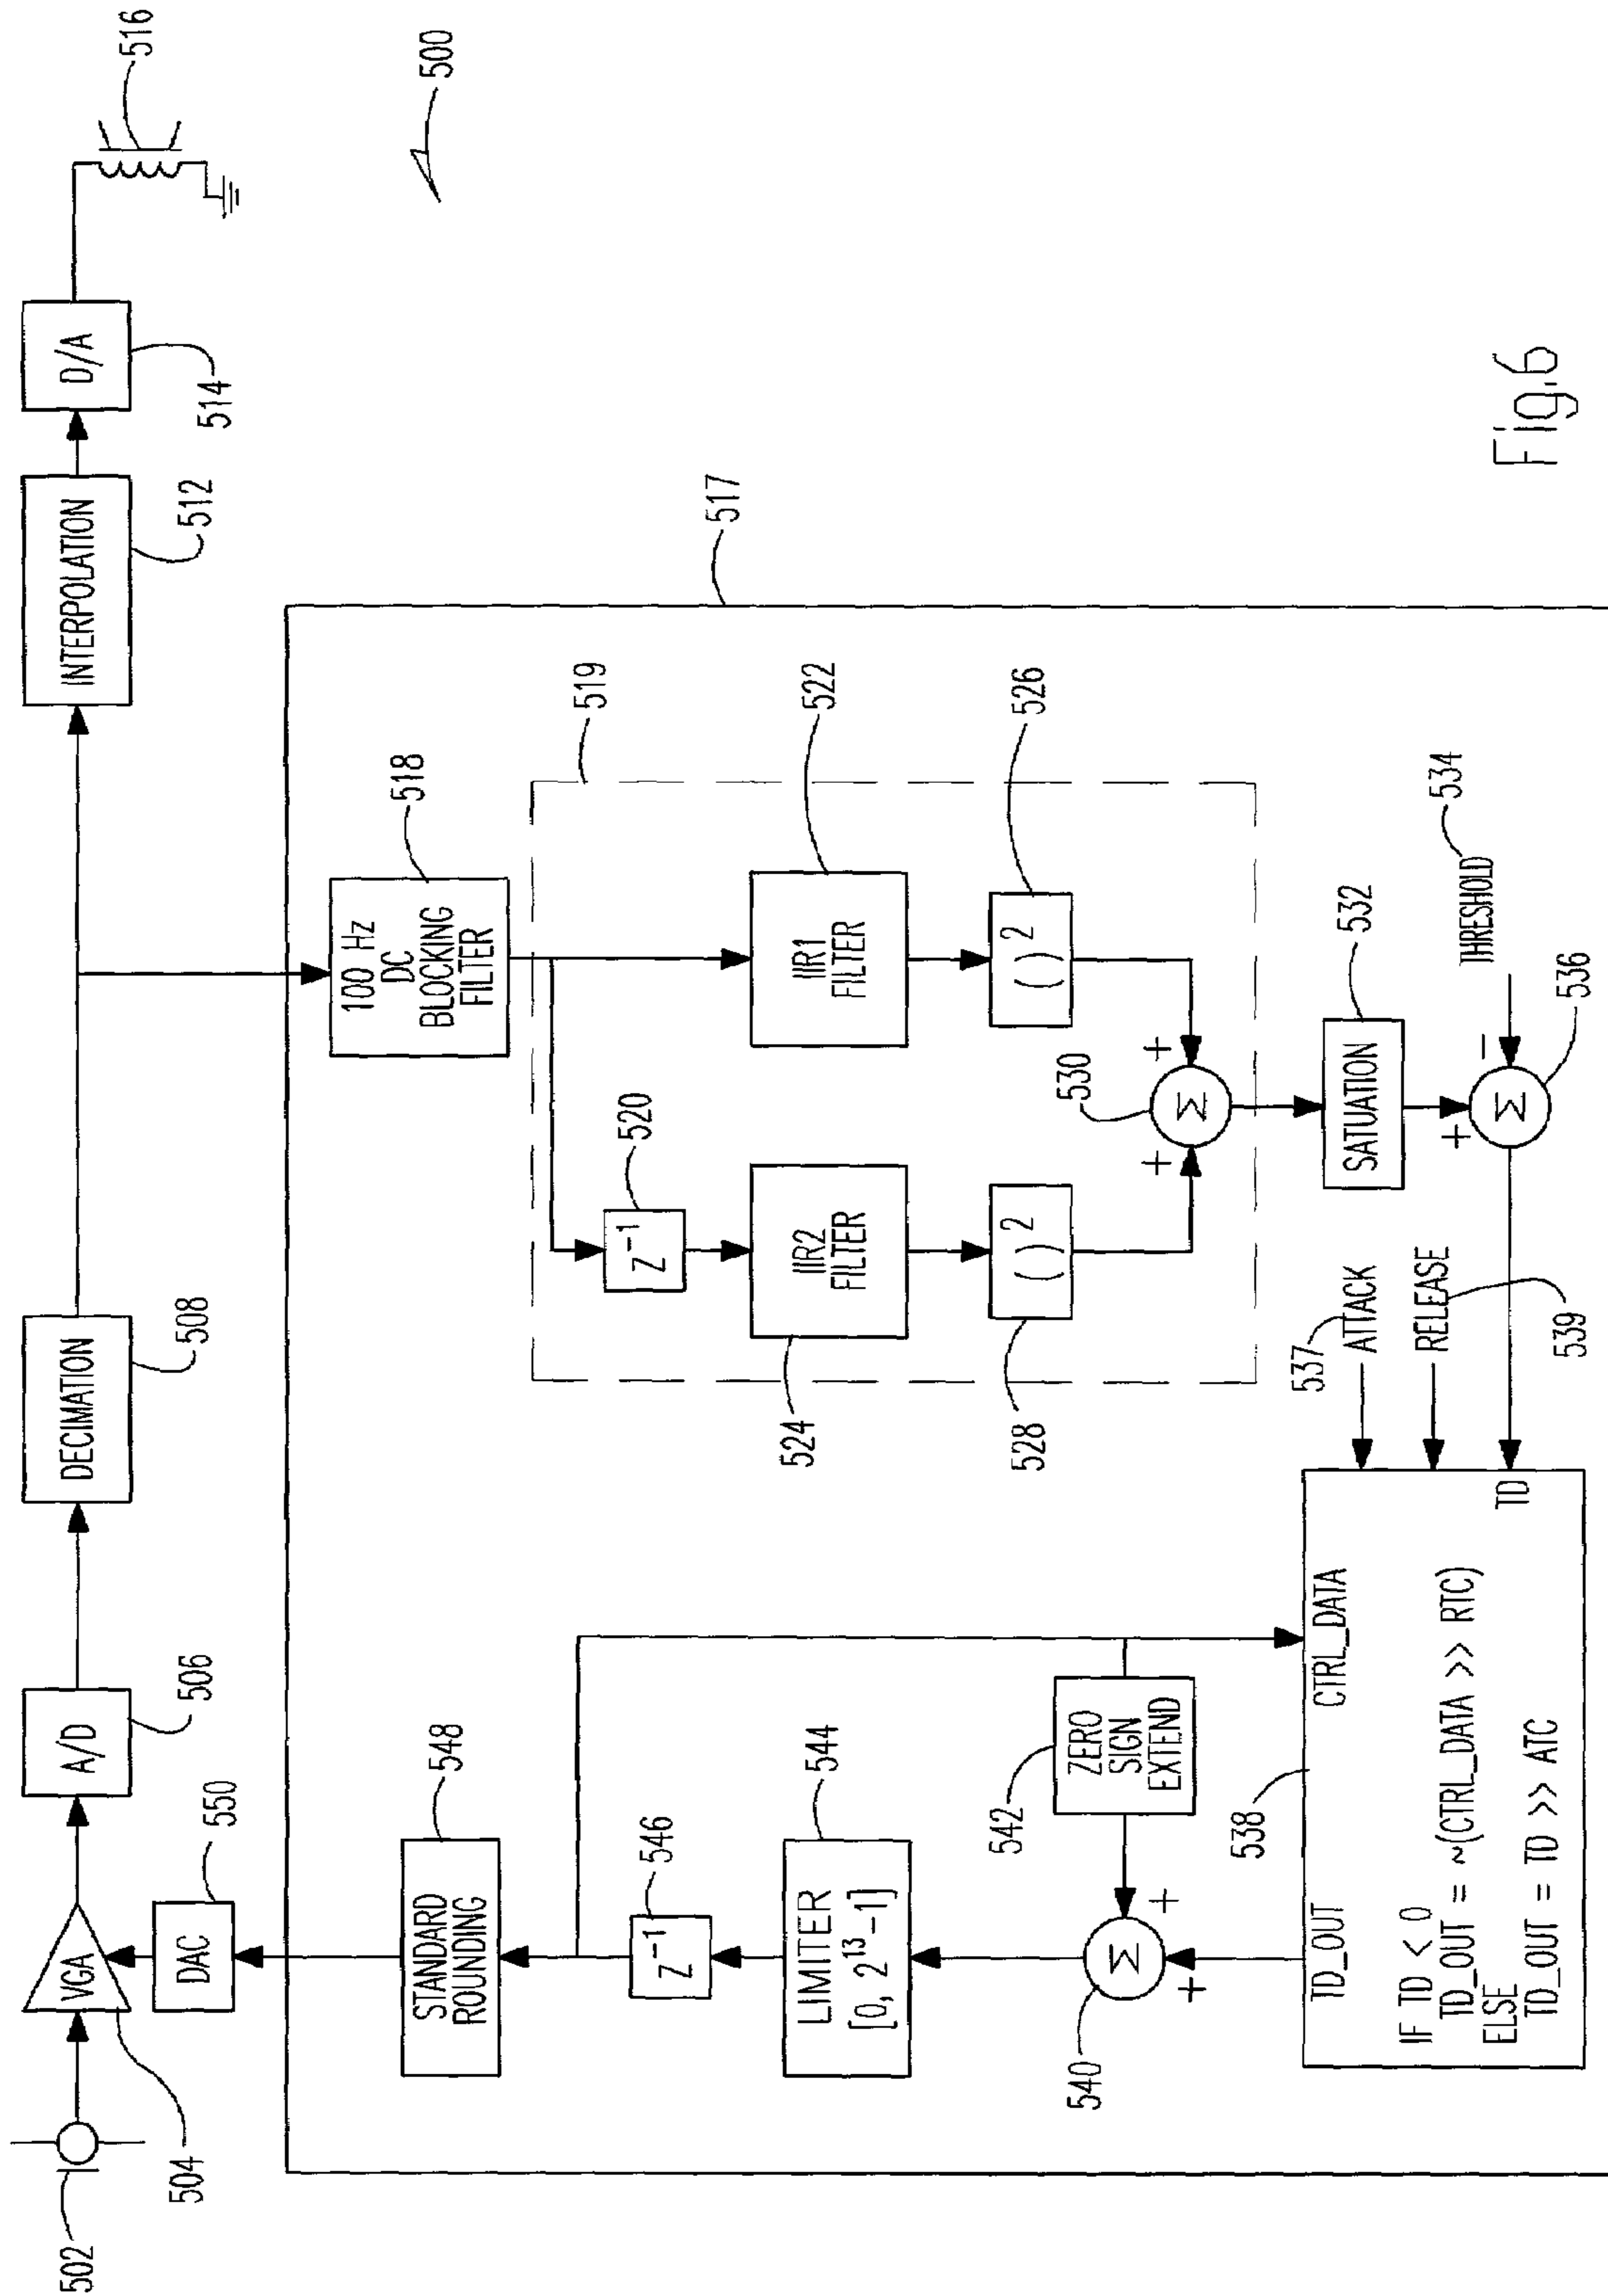 516
500
D/A
514
INTERPOLATION
512
DECIMATION
508
A/D
506
VGA
504
502
DAC
550
517
100 Hz
DC
BLOCKING
FILTER
518
519
Z⁻¹
520
IIR1
FILTER
522
IIR2
FILTER
524
( )²
526
( )²
528
+
+
Σ
530
SATUATION
532
THRESHOLD
534
−
+
Σ
536
537
ATTACK
RELEASE
539
STANDARD
ROUNDING
548
Z⁻¹
546
LIMITER
[0, 2¹³−1]
544
ZERO
SIGN
EXTEND
542
+
+
Σ
540
538
TD_OUT
CTRL_DATA
TD
IF TD < 0
TD_OUT = ~(CTRL_DATA >> RTC)
ELSE
TD_OUT = TD >> ATC
Fig.6